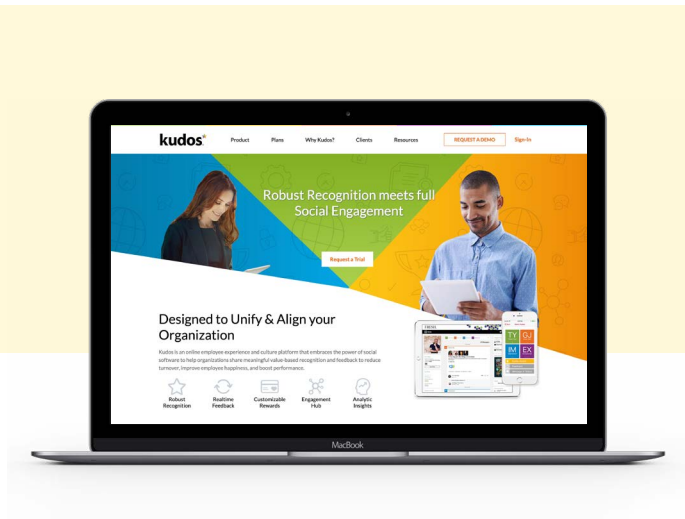 kudos
Product Plans Why Kudos? Clients Resources REQUEST A DEMO Sign-In
Robust Recognition meets full
Social Engagement
Request a Trial
Designed to Unify & Align your
Organization
Kudos is an online employee experience and culture platform that embraces the power of social
software to help organizations share meaningful value-based recognition and feedback to reduce
turnover, improve employee happiness, and boost performance.
Robust
Recognition
Realtime
Feedback
Customizable
Rewards
Engagement
Hub
Analytic
Insights
TY GJ
IM EX
MacBook